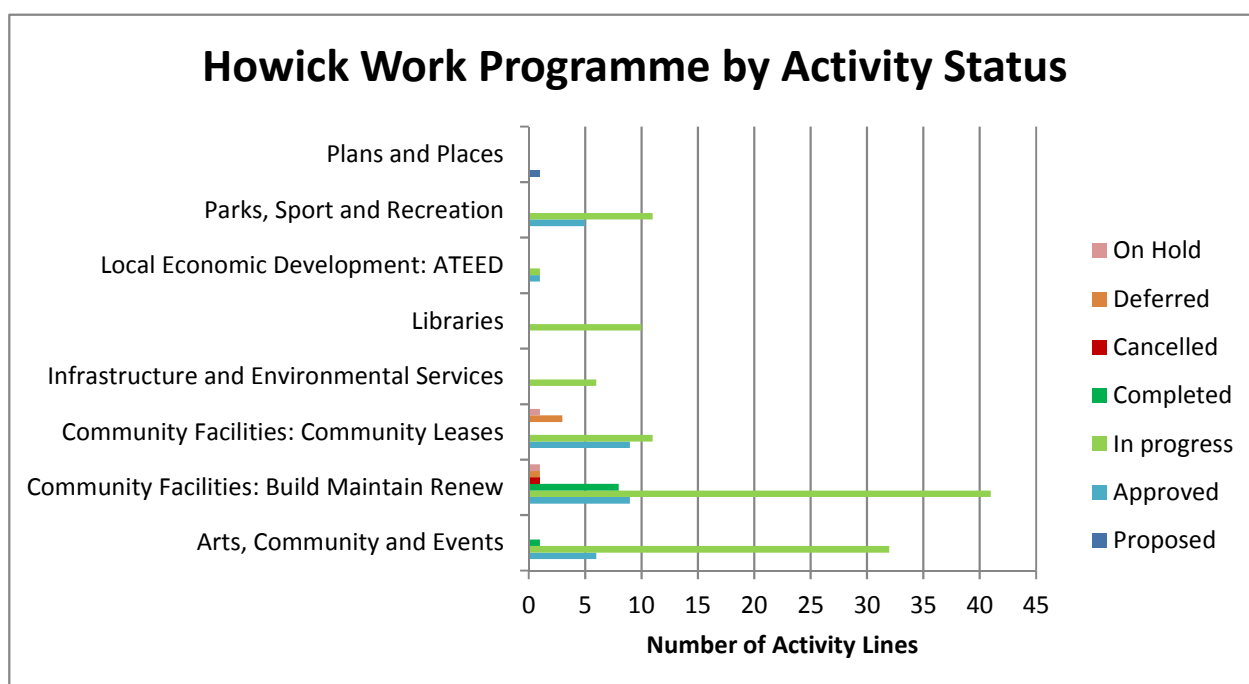 Howick Work Programme by Activity Status
Plans and Places
Parks, Sport and Recreation
Local Economic Development: ATEED
Libraries
Infrastructure and Environmental Services
Community Facilities: Community Leases
Community Facilities: Build Maintain Renew
Arts, Community and Events
0 5 10 15 20 25 30 35 40 45
Number of Activity Lines
On Hold
Deferred
Cancelled
Completed
In progress
Approved
Proposed